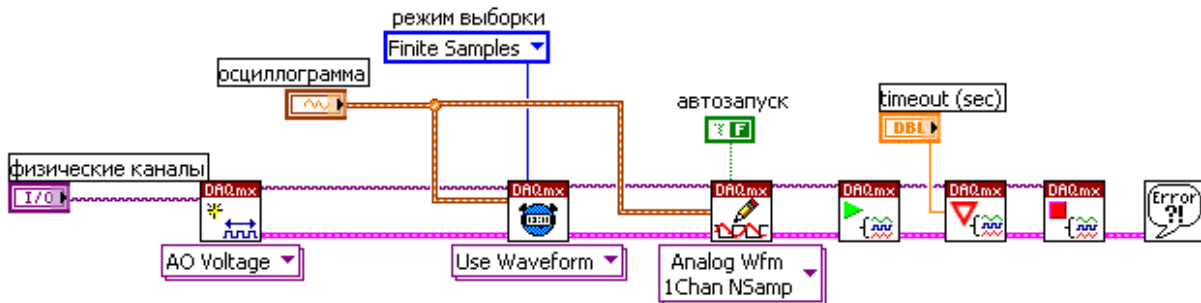 режим выборки
Finite Samples
осциллограмма
автозапуск
timeout (sec)
F
DBL
физические каналы
I/O
DAQmx
DAQmx
DAQmx
DAQmx
DAQmx
DAQmx
Error
?!
AO Voltage
Use Waveform
Analog Wfm
1Chan NSamp